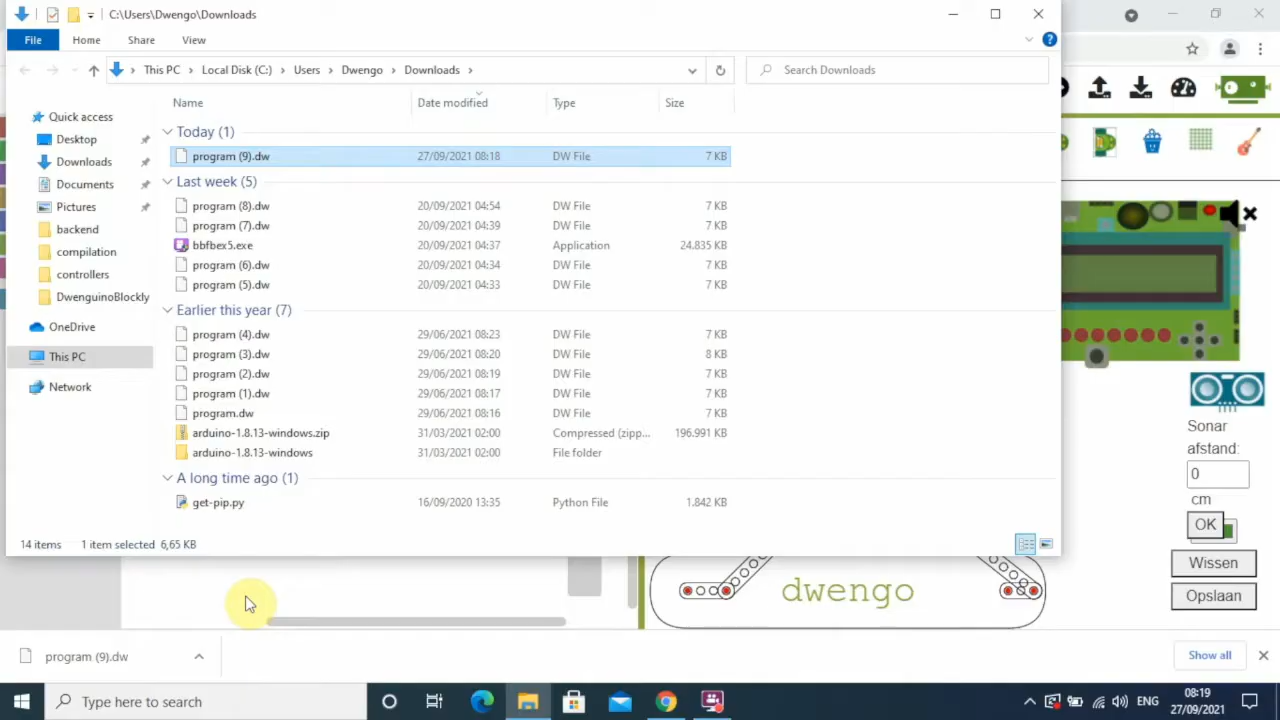 C:\Users\Dwengo\Downloads
File Home Share View
This PC Local Disk (C:) Users Dwengo Downloads
Search Downloads
Name Date modified Type Size
Quick access
Desktop
Downloads
Documents
Pictures
backend
compilation
controllers
DwenguinoBlockly
OneDrive
This PC
Network
Today (1)
program (9).dw 27/09/2021 08:18 DW File 7 KB
Last week (5)
program (8).dw 20/09/2021 04:54 DW File 7 KB
program (7).dw 20/09/2021 04:39 DW File 7 KB
bbfbex5.exe 20/09/2021 04:37 Application 24.835 KB
program (6).dw 20/09/2021 04:34 DW File 7 KB
program (5).dw 20/09/2021 04:33 DW File 7 KB
Earlier this year (7)
program (4).dw 29/06/2021 08:23 DW File 7 KB
program (3).dw 29/06/2021 08:20 DW File 8 KB
program (2).dw 29/06/2021 08:19 DW File 7 KB
program (1).dw 29/06/2021 08:17 DW File 7 KB
program.dw 29/06/2021 08:16 DW File 7 KB
arduino-1.8.13-windows.zip 31/03/2021 02:00 Compressed (zipp... 196.991 KB
arduino-1.8.13-windows 31/03/2021 02:00 File folder
A long time ago (1)
get-pip.py 16/09/2020 13:35 Python File 1.842 KB
14 items 1 item selected 6,65 KB
Sonar
afstand:
0
cm
OK
Wissen
Opslaan
dwengo
program (9).dw
Show all
Type here to search
ENG
08:19
27/09/2021